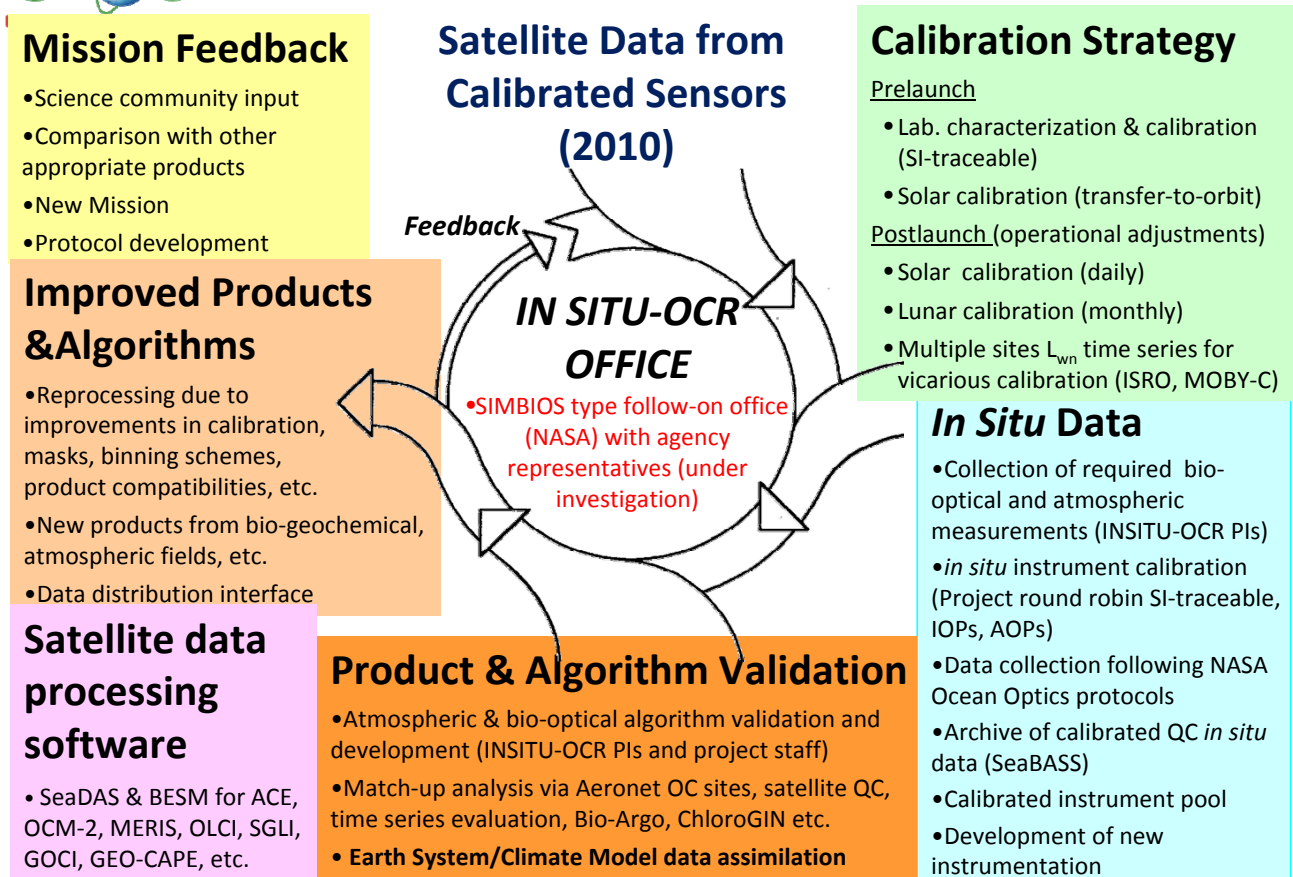 Mission Feedback
•Science community input
•Comparison with other
appropriate products
•New Mission
•Protocol development
Satellite Data from
Calibrated Sensors
(2010)
Calibration Strategy
Prelaunch
•Lab. characterization & calibration
(SI-traceable)
•Solar calibration (transfer-to-orbit)
Postlaunch (operational adjustments)
•Solar calibration (daily)
•Lunar calibration (monthly)
•Multiple sites Lwn time series for
vicarious calibration (ISRO, MOBY-C)
Feedback
IN SITU-OCR
OFFICE
•SIMBIOS type follow-on office
(NASA) with agency
representatives (under
investigation)
Improved Products
&Algorithms
•Reprocessing due to
improvements in calibration,
masks, binning schemes,
product compatibilities, etc.
•New products from bio-geochemical,
atmospheric fields, etc.
•Data distribution interface
In Situ Data
•Collection of required bio-
optical and atmospheric
measurements (INSITU-OCR PIs)
•in situ instrument calibration
(Project round robin SI-traceable,
IOPs, AOPs)
•Data collection following NASA
Ocean Optics protocols
•Archive of calibrated QC in situ
data (SeaBASS)
•Calibrated instrument pool
•Development of new
instrumentation
Satellite data
processing
software
• SeaDAS & BESM for ACE,
OCM-2, MERIS, OLCI, SGLI,
GOCI, GEO-CAPE, etc.
Product & Algorithm Validation
•Atmospheric & bio-optical algorithm validation and
development (INSITU-OCR PIs and project staff)
•Match-up analysis via Aeronet OC sites, satellite QC,
time series evaluation, Bio-Argo, ChloroGIN etc.
• Earth System/Climate Model data assimilation